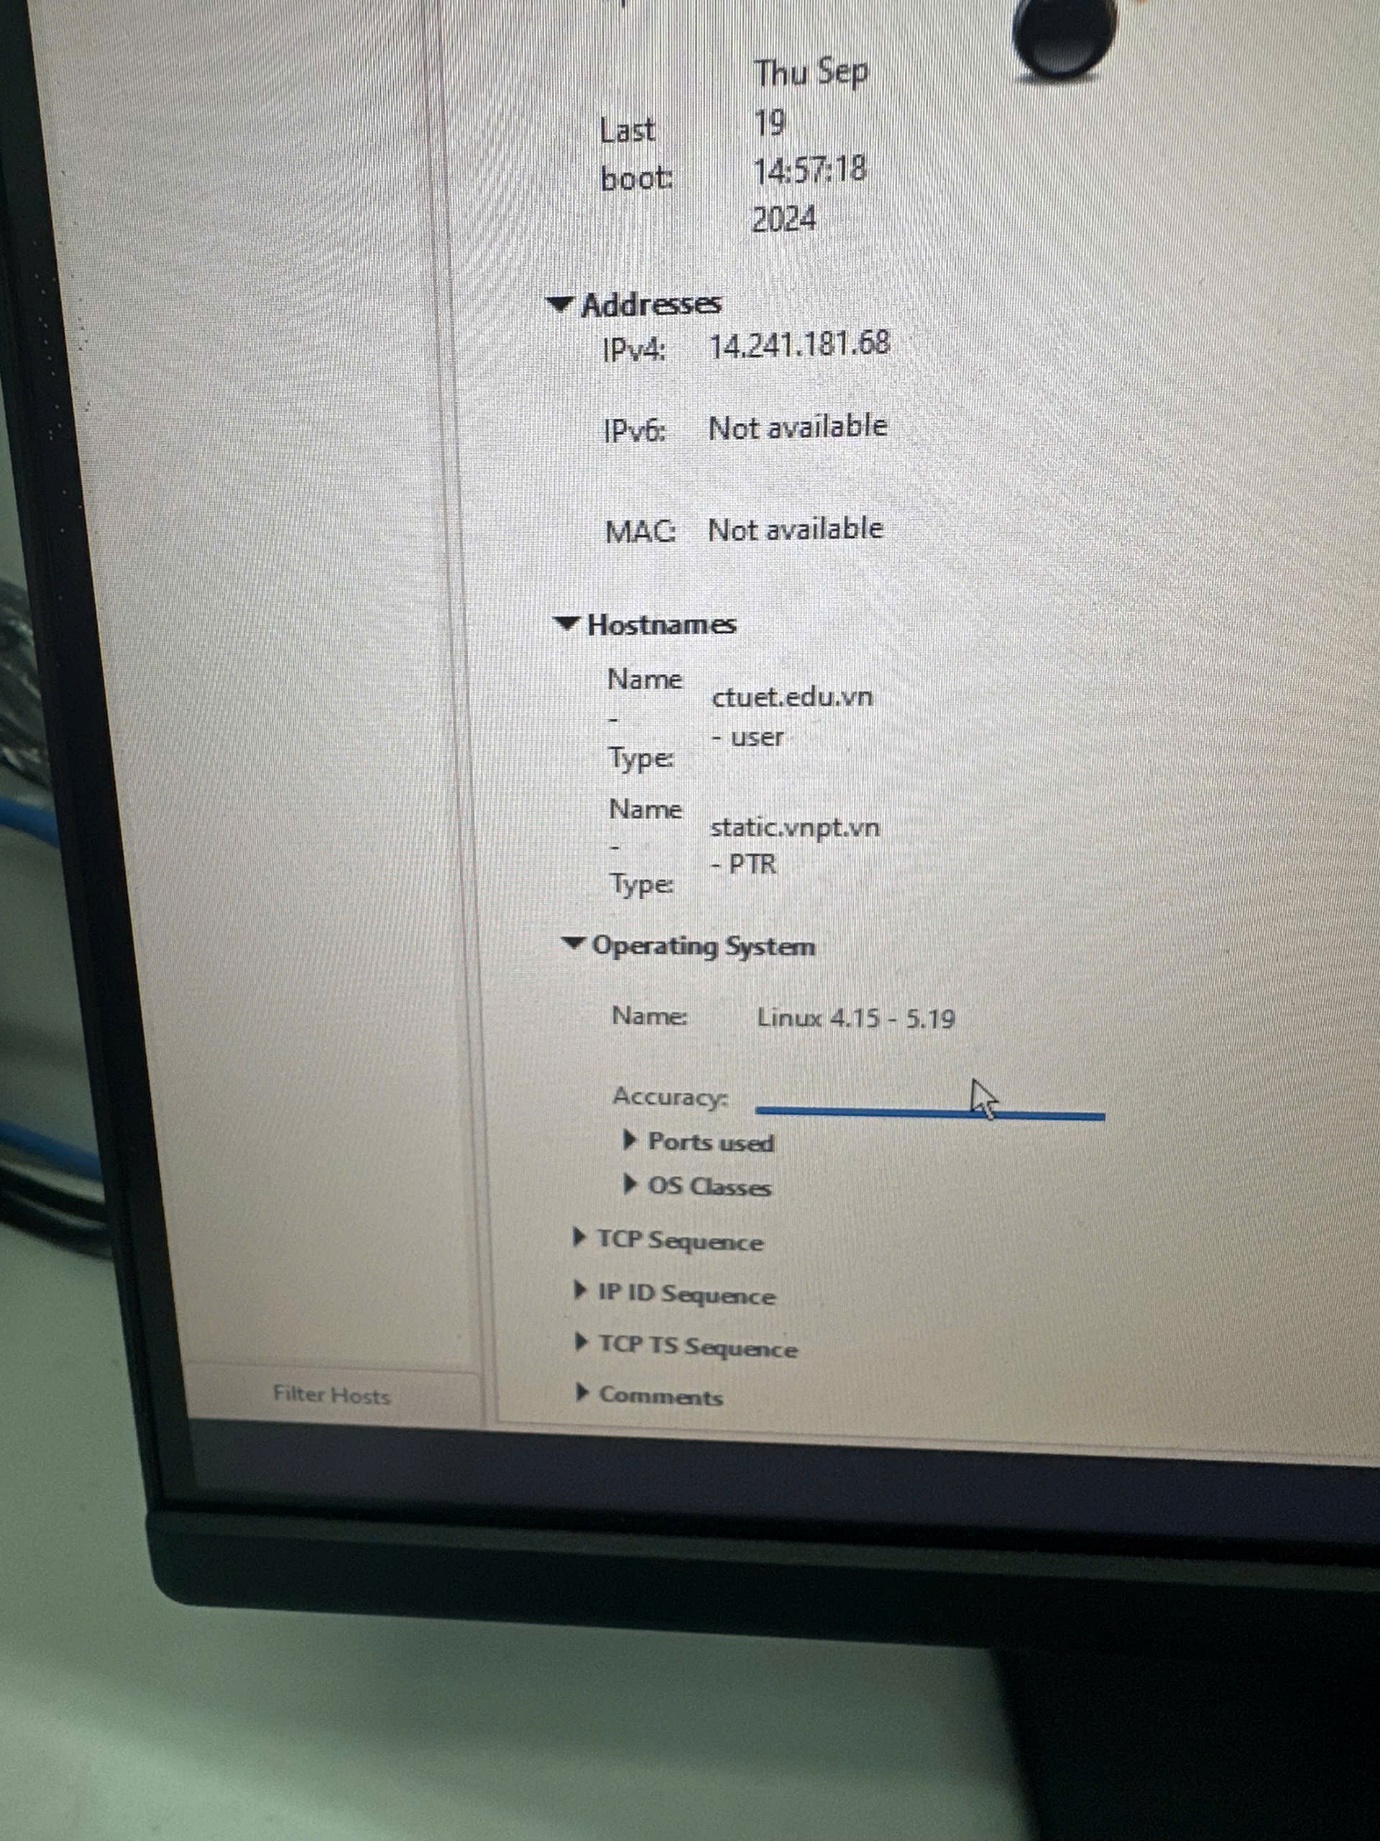 Thu Sep
19
Last
boot:
14:57:18
2024
Addresses
IPv4: 14.241.181.68
IPv6: Not available
MAC: Not available
Hostnames
Name
-
Type:
ctuet.edu.vn
- user
Name
-
Type:
static.vnpt.vn
- PTR
Operating System
Name: Linux 4.15 - 5.19
Accuracy:
Ports used
OS Classes
TCP Sequence
IP ID Sequence
TCP TS Sequence
Comments
Filter Hosts